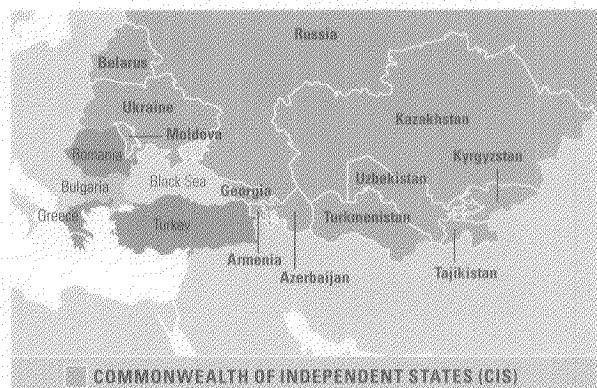 Russia
Belarus
Ukraine
Kazakhstan
Moldova
Romania
Kyrgyzstan
Uzbekistan
Black Sea
Bulgaria
Georgia
Greece
Turkey
Turkmenistan
Armenia
Azerbaijan
Tajikistan
COMMONWEALTH OF INDEPENDENT STATES (CIS)